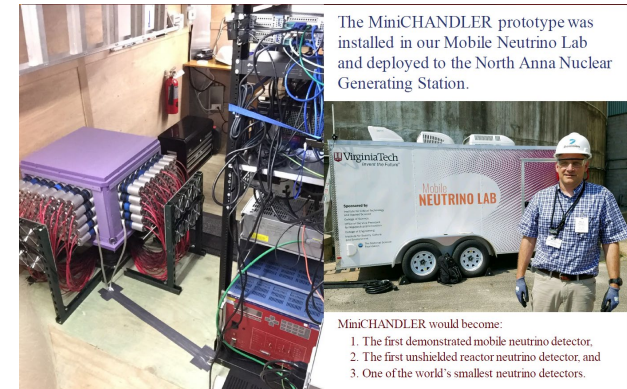 The MiniCHANDLER prototype was
installed in our Mobile Neutrino Lab
and deployed to the North Anna Nuclear
Generating Station.
VirginiaTech
Invent the Future
Mobile
NEUTRINO LAB
Sponsored by
MiniCHANDLER would become:
1. The first demonstrated mobile neutrino detector,
2. The first unshielded reactor neutrino detector, and
3. One of the world's smallest neutrino detectors.